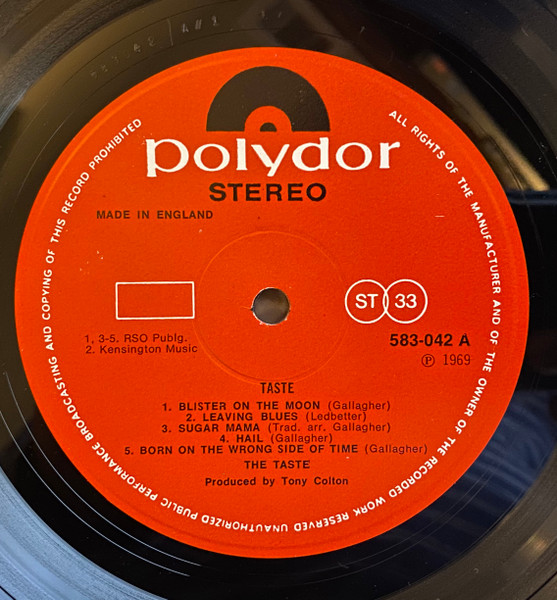 polydor
STEREO
MADE IN ENGLAND
ST 33
1, 3-5. RSO Publg.
2. Kensington Music
583-042 A
℗ 1969
TASTE
1. BLISTER ON THE MOON (Gallagher)
2. LEAVING BLUES (Ledbetter)
3. SUGAR MAMA (Trad. arr. Gallagher)
4. HAIL (Gallagher)
5. BORN ON THE WRONG SIDE OF TIME (Gallagher)
THE TASTE
Produced by Tony Colton
ALL RIGHTS OF THE MANUFACTURER AND OF THE OWNER OF THE RECORDED WORK RESERVED UNAUTHORIZED PUBLIC PERFORMANCE BROADCASTING AND COPYING OF THIS RECORD PROHIBITED